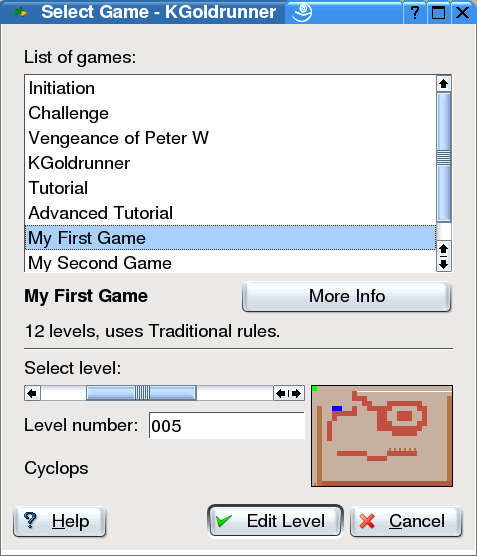 Select Game - KGoldrunner
List of games:
Initiation
Challenge
Vengeance of Peter W
KGoldrunner
Tutorial
Advanced Tutorial
My First Game
My Second Game
My First Game
More Info
12 levels, uses Traditional rules.
Select level:
Level number: 005
Cyclops
Help
Edit Level
Cancel